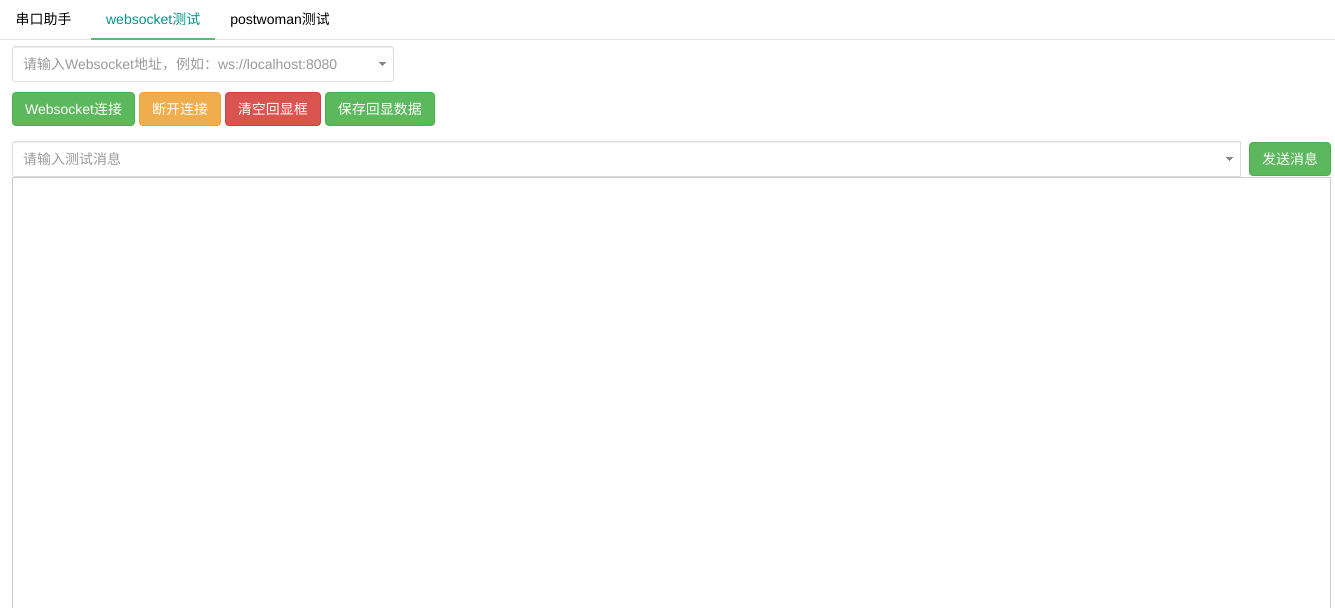 串口助手 websocket测试 postwoman测试
请输入Websocket地址，例如：ws://localhost:8080
Websocket连接 断开连接 清空回显框 保存回显数据
请输入测试消息 发送消息